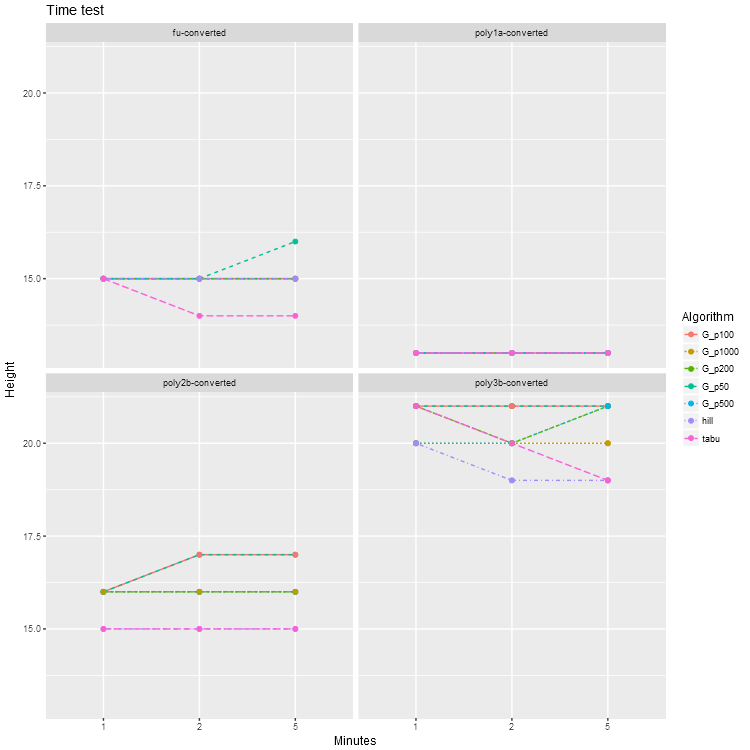 Time test
fu-converted
poly1a-converted
20.0
17.5
15.0
Height
poly2b-converted
poly3b-converted
20.0
17.5
15.0
1
2
5
1
2
5
Minutes
Algorithm
G_p100
G_p1000
G_p200
G_p50
G_p500
hill
tabu